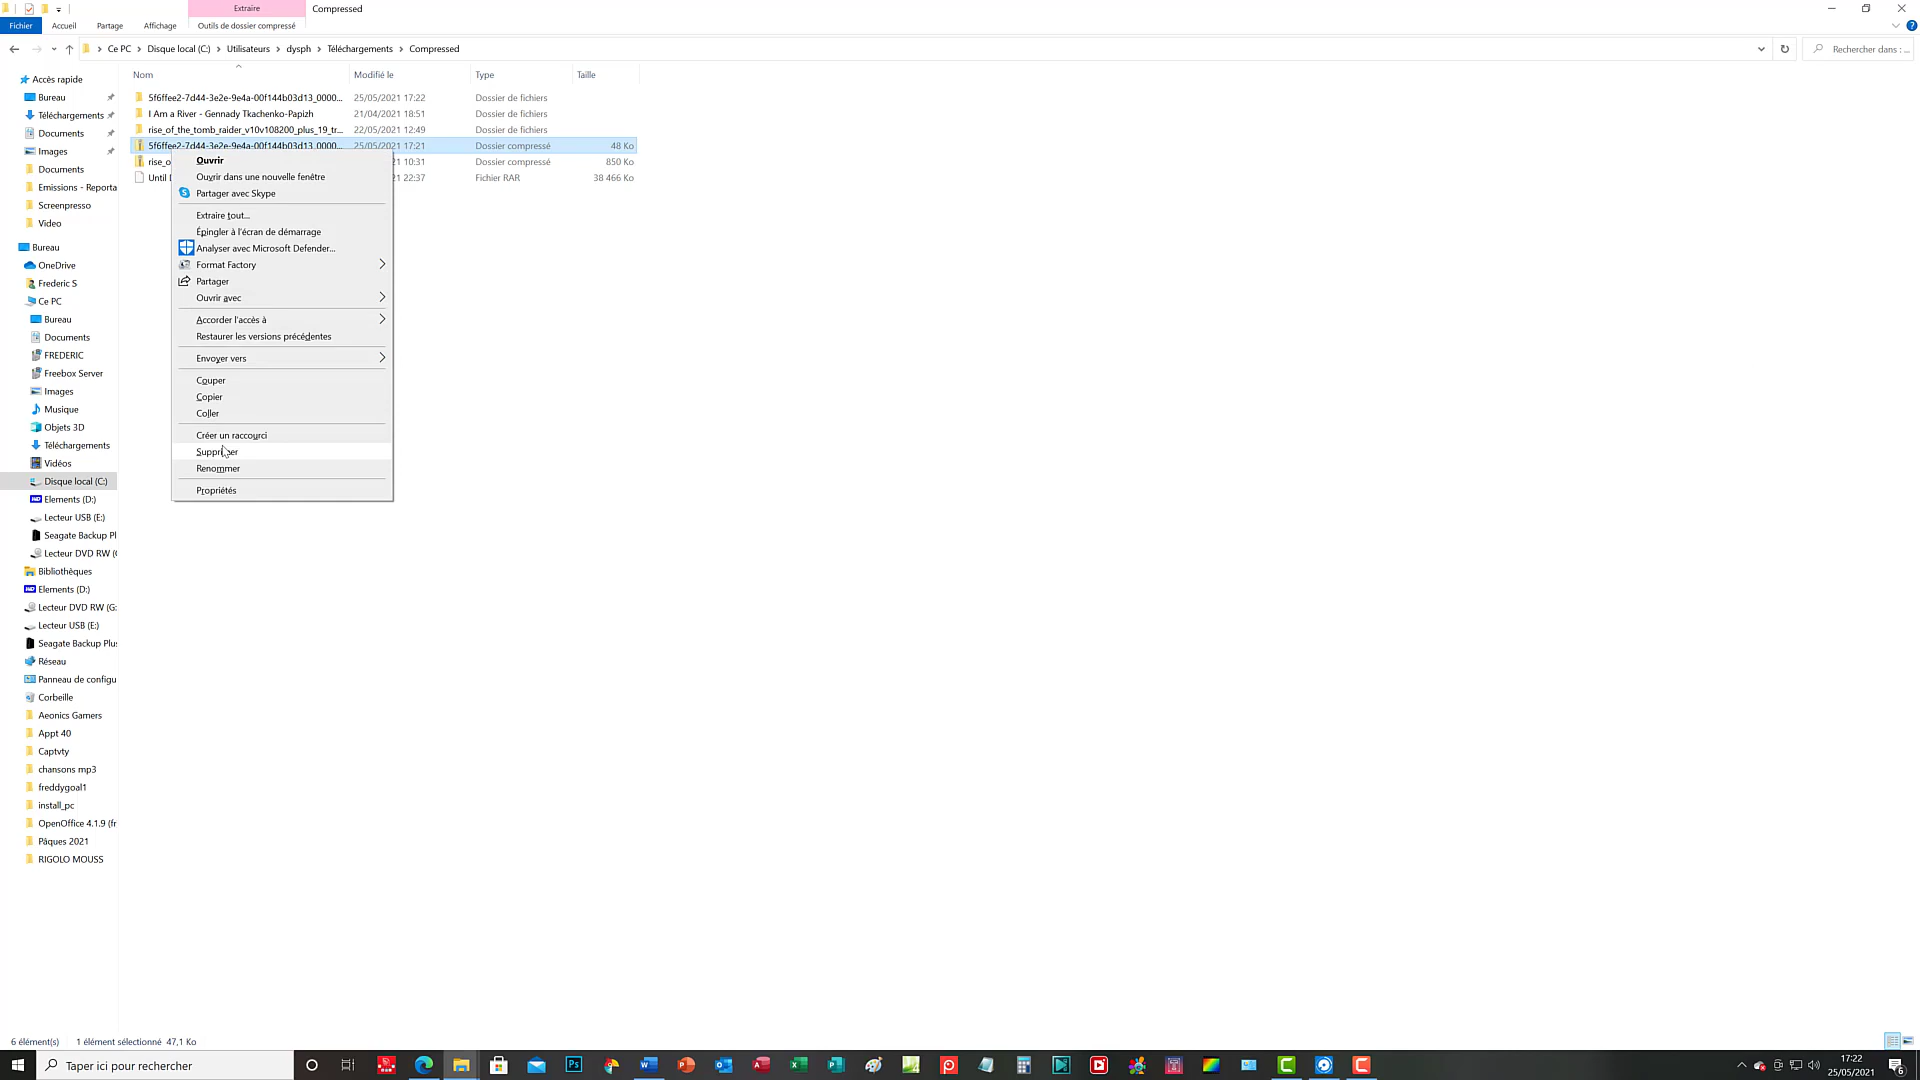 Extraire
Compressed
Fichier
Accueil
Partage
Affichage
Outils de dossier compressé
Ce PC > Disque local (C:) > Utilisateurs > dysph > Téléchargements > Compressed
Rechercher dans : ...
Nom
Modifié le
Type
Taille
5f6ffee2-7d44-3e2e-9e4a-00f144b03d13_0000... 25/05/2021 17:22 Dossier de fichiers
I Am a River - Gennady Tkachenko-Papizh 21/04/2021 18:51 Dossier de fichiers
rise_of_the_tomb_raider_v10v108200_plus_19_tr... 22/05/2021 12:49 Dossier de fichiers
5f6ffee2-7d44-3e2e-9e4a-00f144b03d13_0000... 25/05/2021 17:21 Dossier compressé 48 Ko
rise_o 21 10:31 Dossier compressé 850 Ko
Until 21 22:37 Fichier RAR 38 466 Ko
Ouvrir
Ouvrir dans une nouvelle fenêtre
Partager avec Skype
Extraire tout...
Épingler à l'écran de démarrage
Analyser avec Microsoft Defender...
Format Factory
Partager
Ouvrir avec
Accorder l'accès à
Restaurer les versions précédentes
Envoyer vers
Couper
Copier
Coller
Créer un raccourci
Supprimer
Renommer
Propriétés
Accès rapide
Bureau
Téléchargements
Documents
Images
Documents
Emissions - Reporta
Screenpresso
Video
Bureau
OneDrive
Frederic S
Ce PC
Bureau
Documents
FREDERIC
Freebox Server
Images
Musique
Objets 3D
Téléchargements
Vidéos
Disque local (C:)
Elements (D:)
Lecteur USB (E:)
Seagate Backup Pl
Lecteur DVD RW (
Bibliothèques
Elements (D:)
Lecteur DVD RW (G:
Lecteur USB (E:)
Seagate Backup Plus
Réseau
Panneau de configu
Corbeille
Aeonics Gamers
Appt 40
Captvty
chansons mp3
freddygoal1
install_pc
OpenOffice 4.1.9 (fr
Pâques 2021
RIGOLO MOUSS
6 élément(s) 1 élément sélectionné 47,1 Ko
Taper ici pour rechercher
17:22
25/05/2021
6